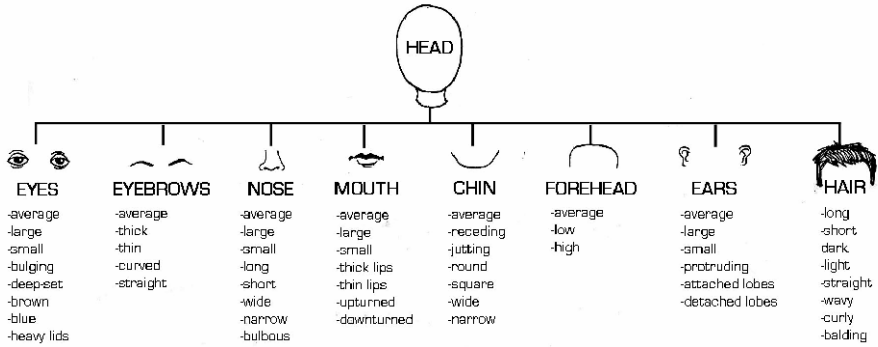 HEAD
EYES
-average
-large
-small
-bulging
-deep-set
-brown
-blue
-heavy lids
EYEBROWS
-average
-thick
-thin
-curved
-straight
NOSE
-average
-large
-small
-long
-short
-wide
-narrow
-bulbous
MOUTH
-average
-large
-small
-thick lips
-thin lips
-upturned
-downturned
CHIN
-average
-receding
-jutting
-round
-square
-wide
-narrow
FOREHEAD
-average
-low
-high
EARS
-average
-large
-small
-protruding
-attached lobes
-detached lobes
HAIR
-long
-short
dark
-light
-straight
-wavy
-curly
-balding